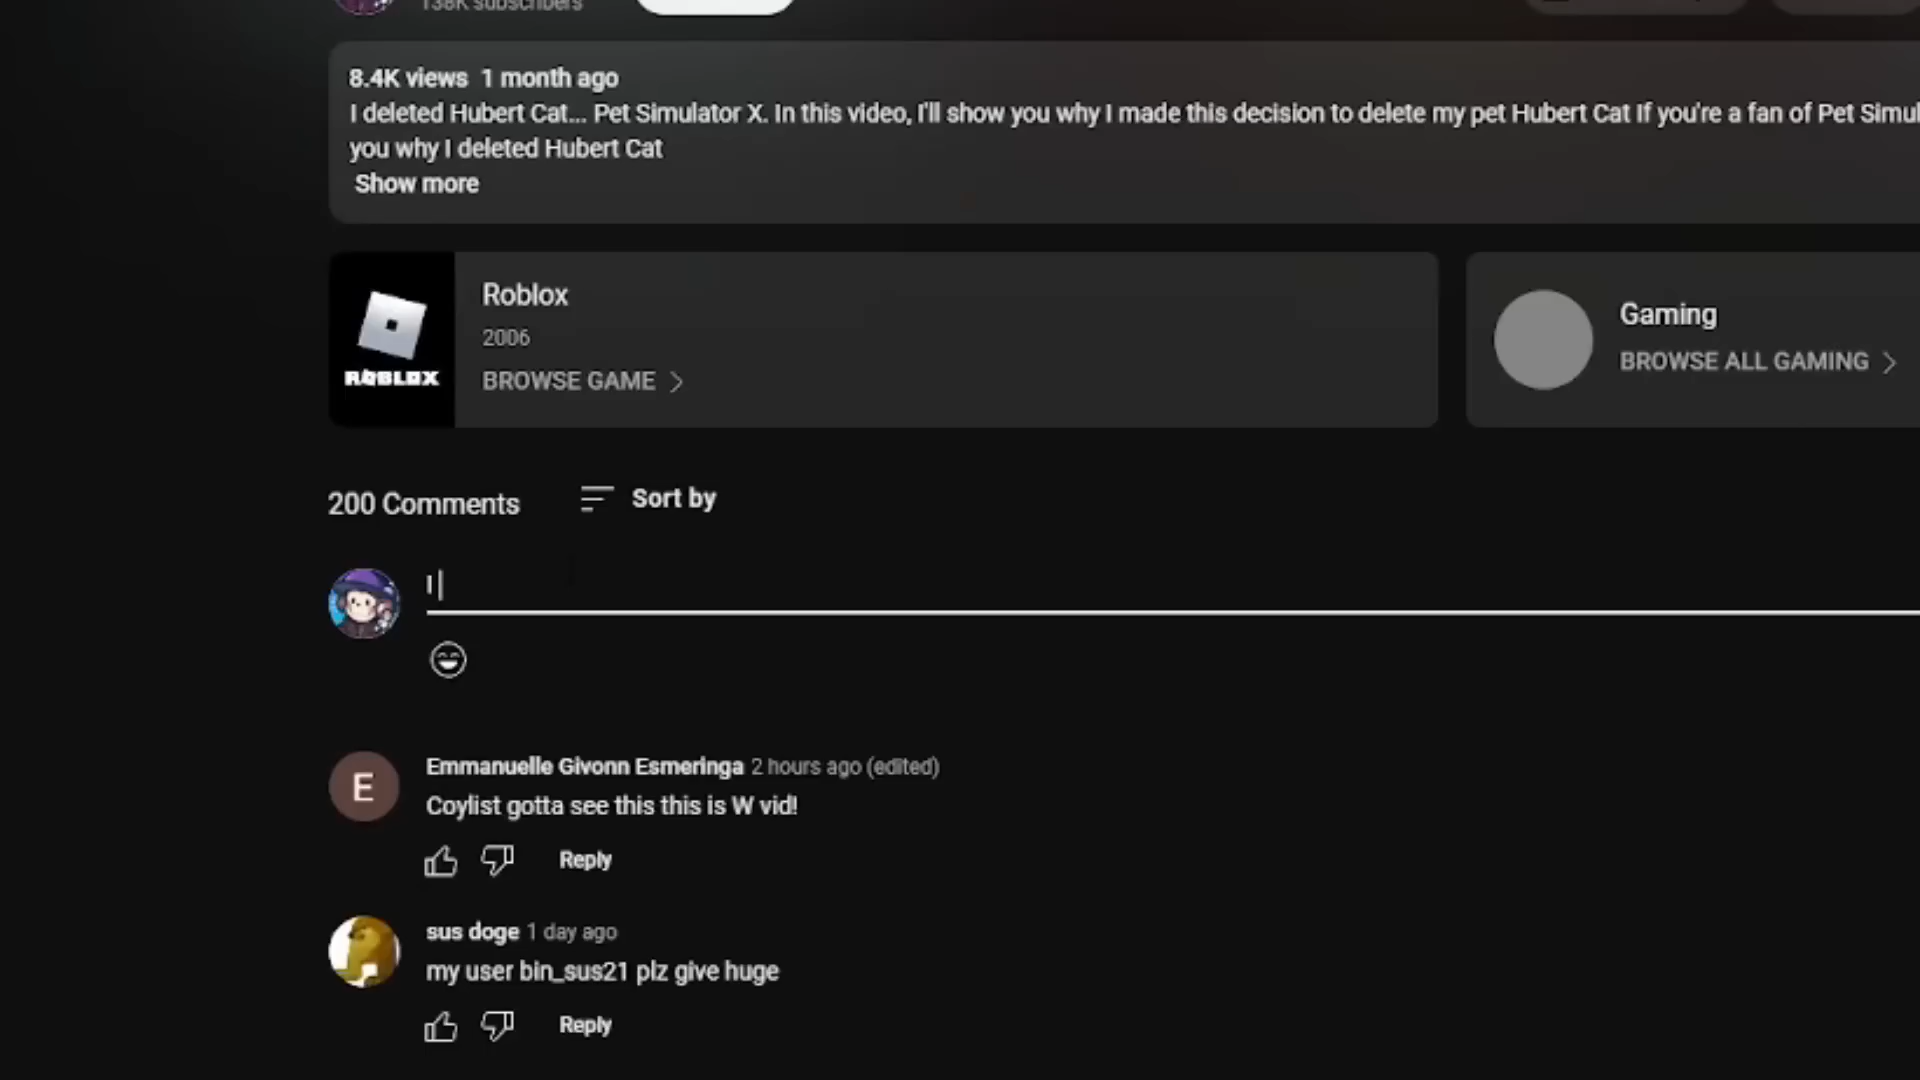 138K subscribers
8.4K views 1 month ago
I deleted Hubert Cat... Pet Simulator X. In this video, I'll show you why I made this decision to delete my pet Hubert Cat If you're a fan of Pet Simul
you why I deleted Hubert Cat
Show more
Roblox
2006
BROWSE GAME
ROBLOX
Gaming
BROWSE ALL GAMING
200 Comments
Sort by
I
Emmanuelle Givonn Esmeringa 2 hours ago (edited)
Coylist gotta see this this is W vid!
Reply
sus doge 1 day ago
my user bin_sus21 plz give huge
Reply
E